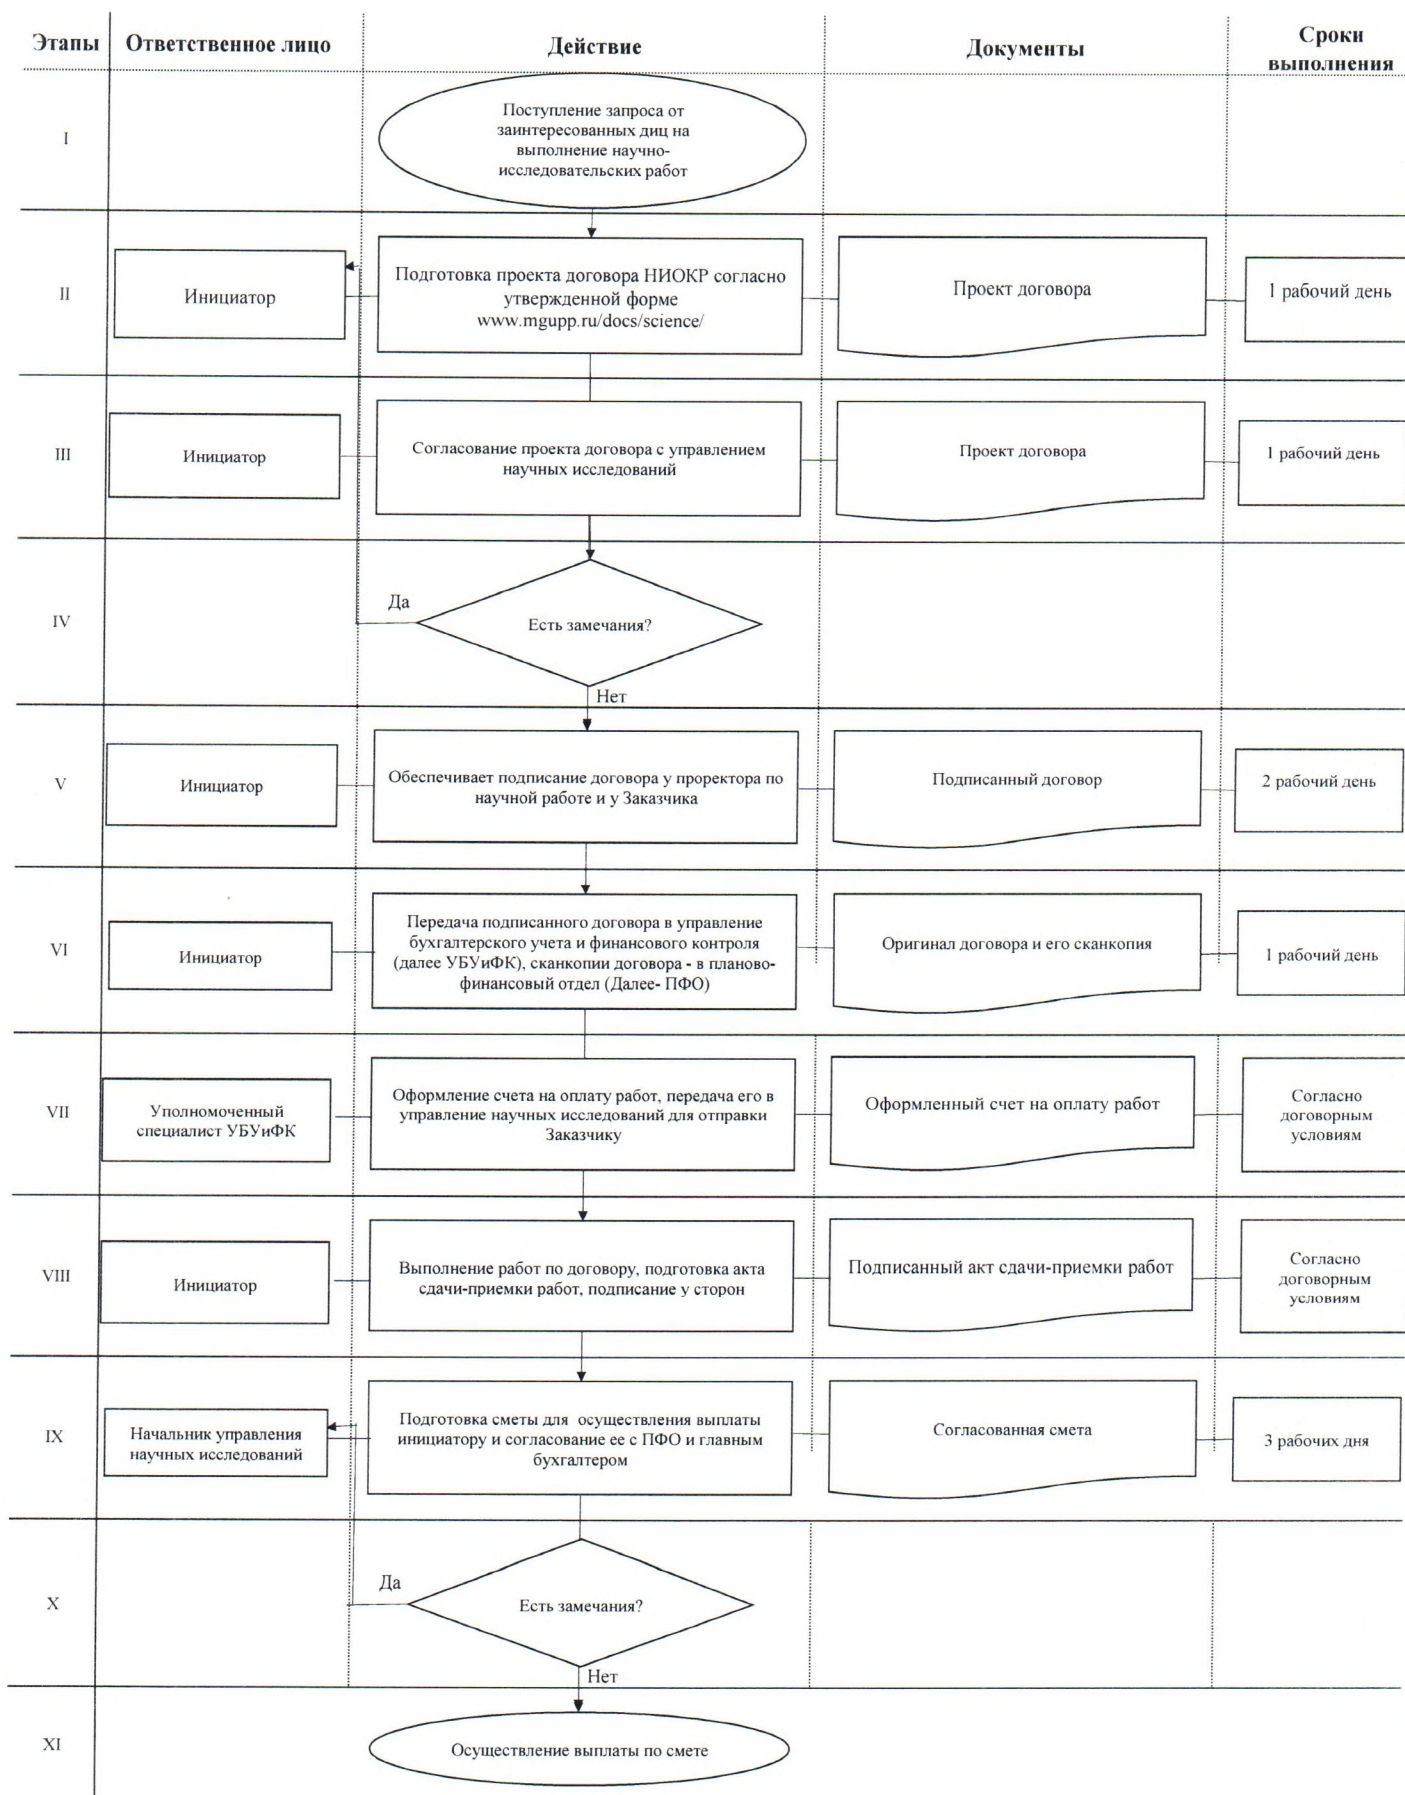 Этапы
Ответственное лицо
Действие
Документы
Сроки
выполнения
I
Поступление запроса от
заинтересованных диц на
выполнение научно-
исследовательских работ
II
Инициатор
Подготовка проекта договора НИОКР согласно
утвержденной форме
www.mgupp.ru/docs/science/
Проект договора
1 рабочий день
III
Инициатор
Согласование проекта договора с управлением
научных исследований
Проект договора
1 рабочий день
IV
Да
Есть замечания?
Нет
V
Инициатор
Обеспечивает подписание договора у проректора по
научной работе и у Заказчика
Подписанный договор
2 рабочий день
VI
Инициатор
Передача подписанного договора в управление
бухгалтерского учета и финансового контроля
(далее УБУиФК), сканкопии договора - в планово-
финансовый отдел (Далее- ПФО)
Оригинал договора и его сканкопия
1 рабочий день
VII
Уполномоченный
специалист УБУиФК
Оформление счета на оплату работ, передача его в
управление научных исследований для отправки
Заказчику
Оформленный счет на оплату работ
Согласно
договорным
условиям
VIII
Инициатор
Выполнение работ по договору, подготовка акта
сдачи-приемки работ, подписание у сторон
Подписанный акт сдачи-приемки работ
Согласно
договорным
условиям
IX
Начальник управления
научных исследований
Подготовка сметы для осуществления выплаты
инициатору и согласование ее с ПФО и главным
бухгалтером
Согласованная смета
3 рабочих дня
X
Да
Есть замечания?
Нет
XI
Осуществление выплаты по смете